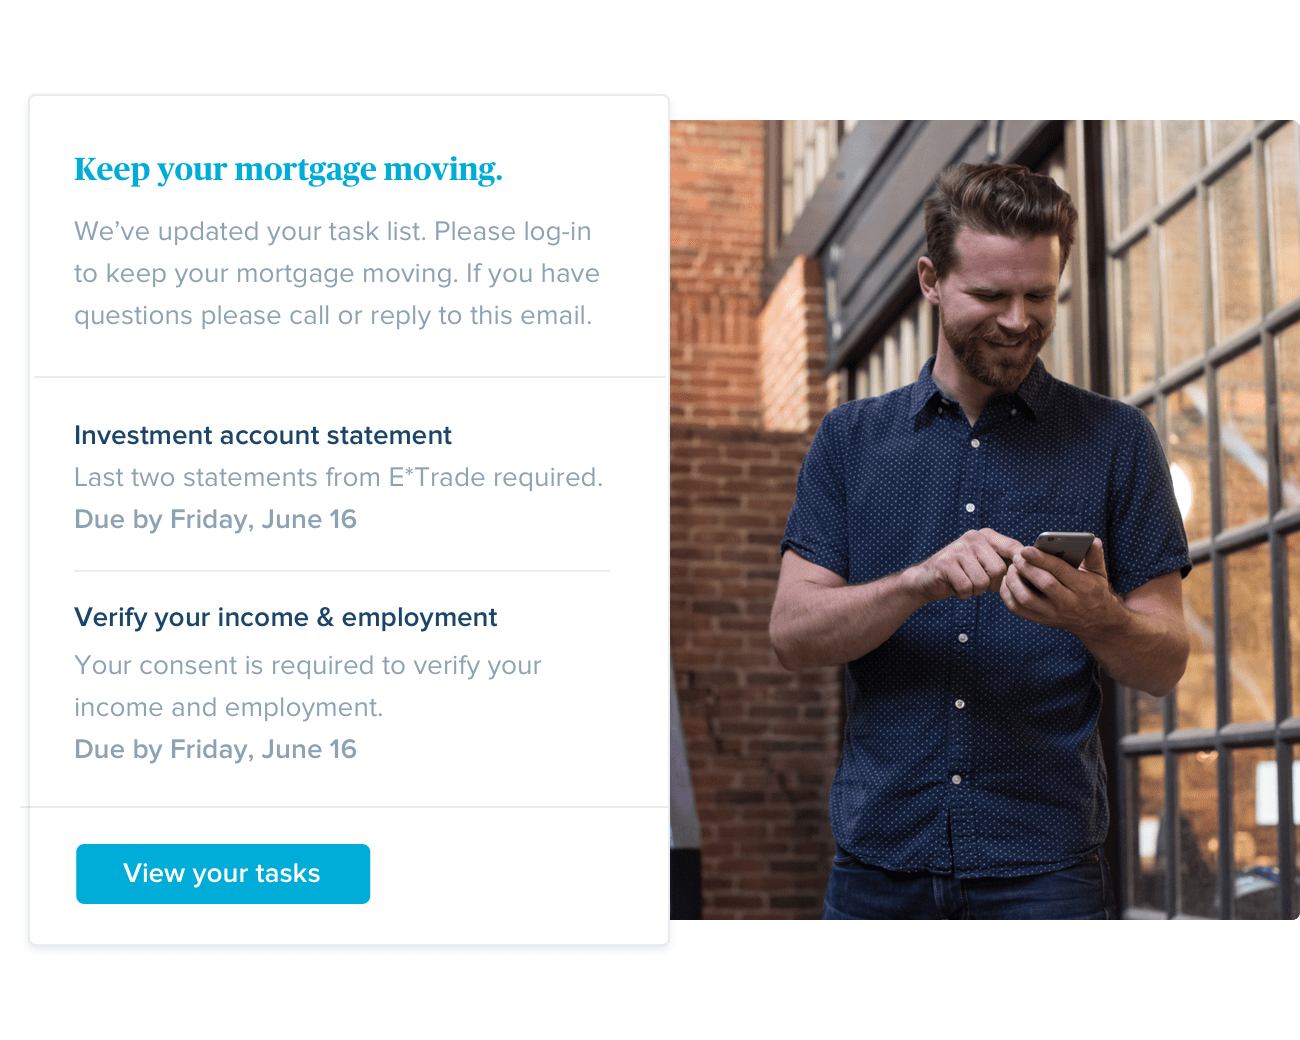 Keep your mortgage moving.
We’ve updated your task list. Please log-in
to keep your mortgage moving. If you have
questions please call or reply to this email.
Investment account statement
Last two statements from E*Trade required.
Due by Friday, June 16
Verify your income & employment
Your consent is required to verify your
income and employment.
Due by Friday, June 16
View your tasks